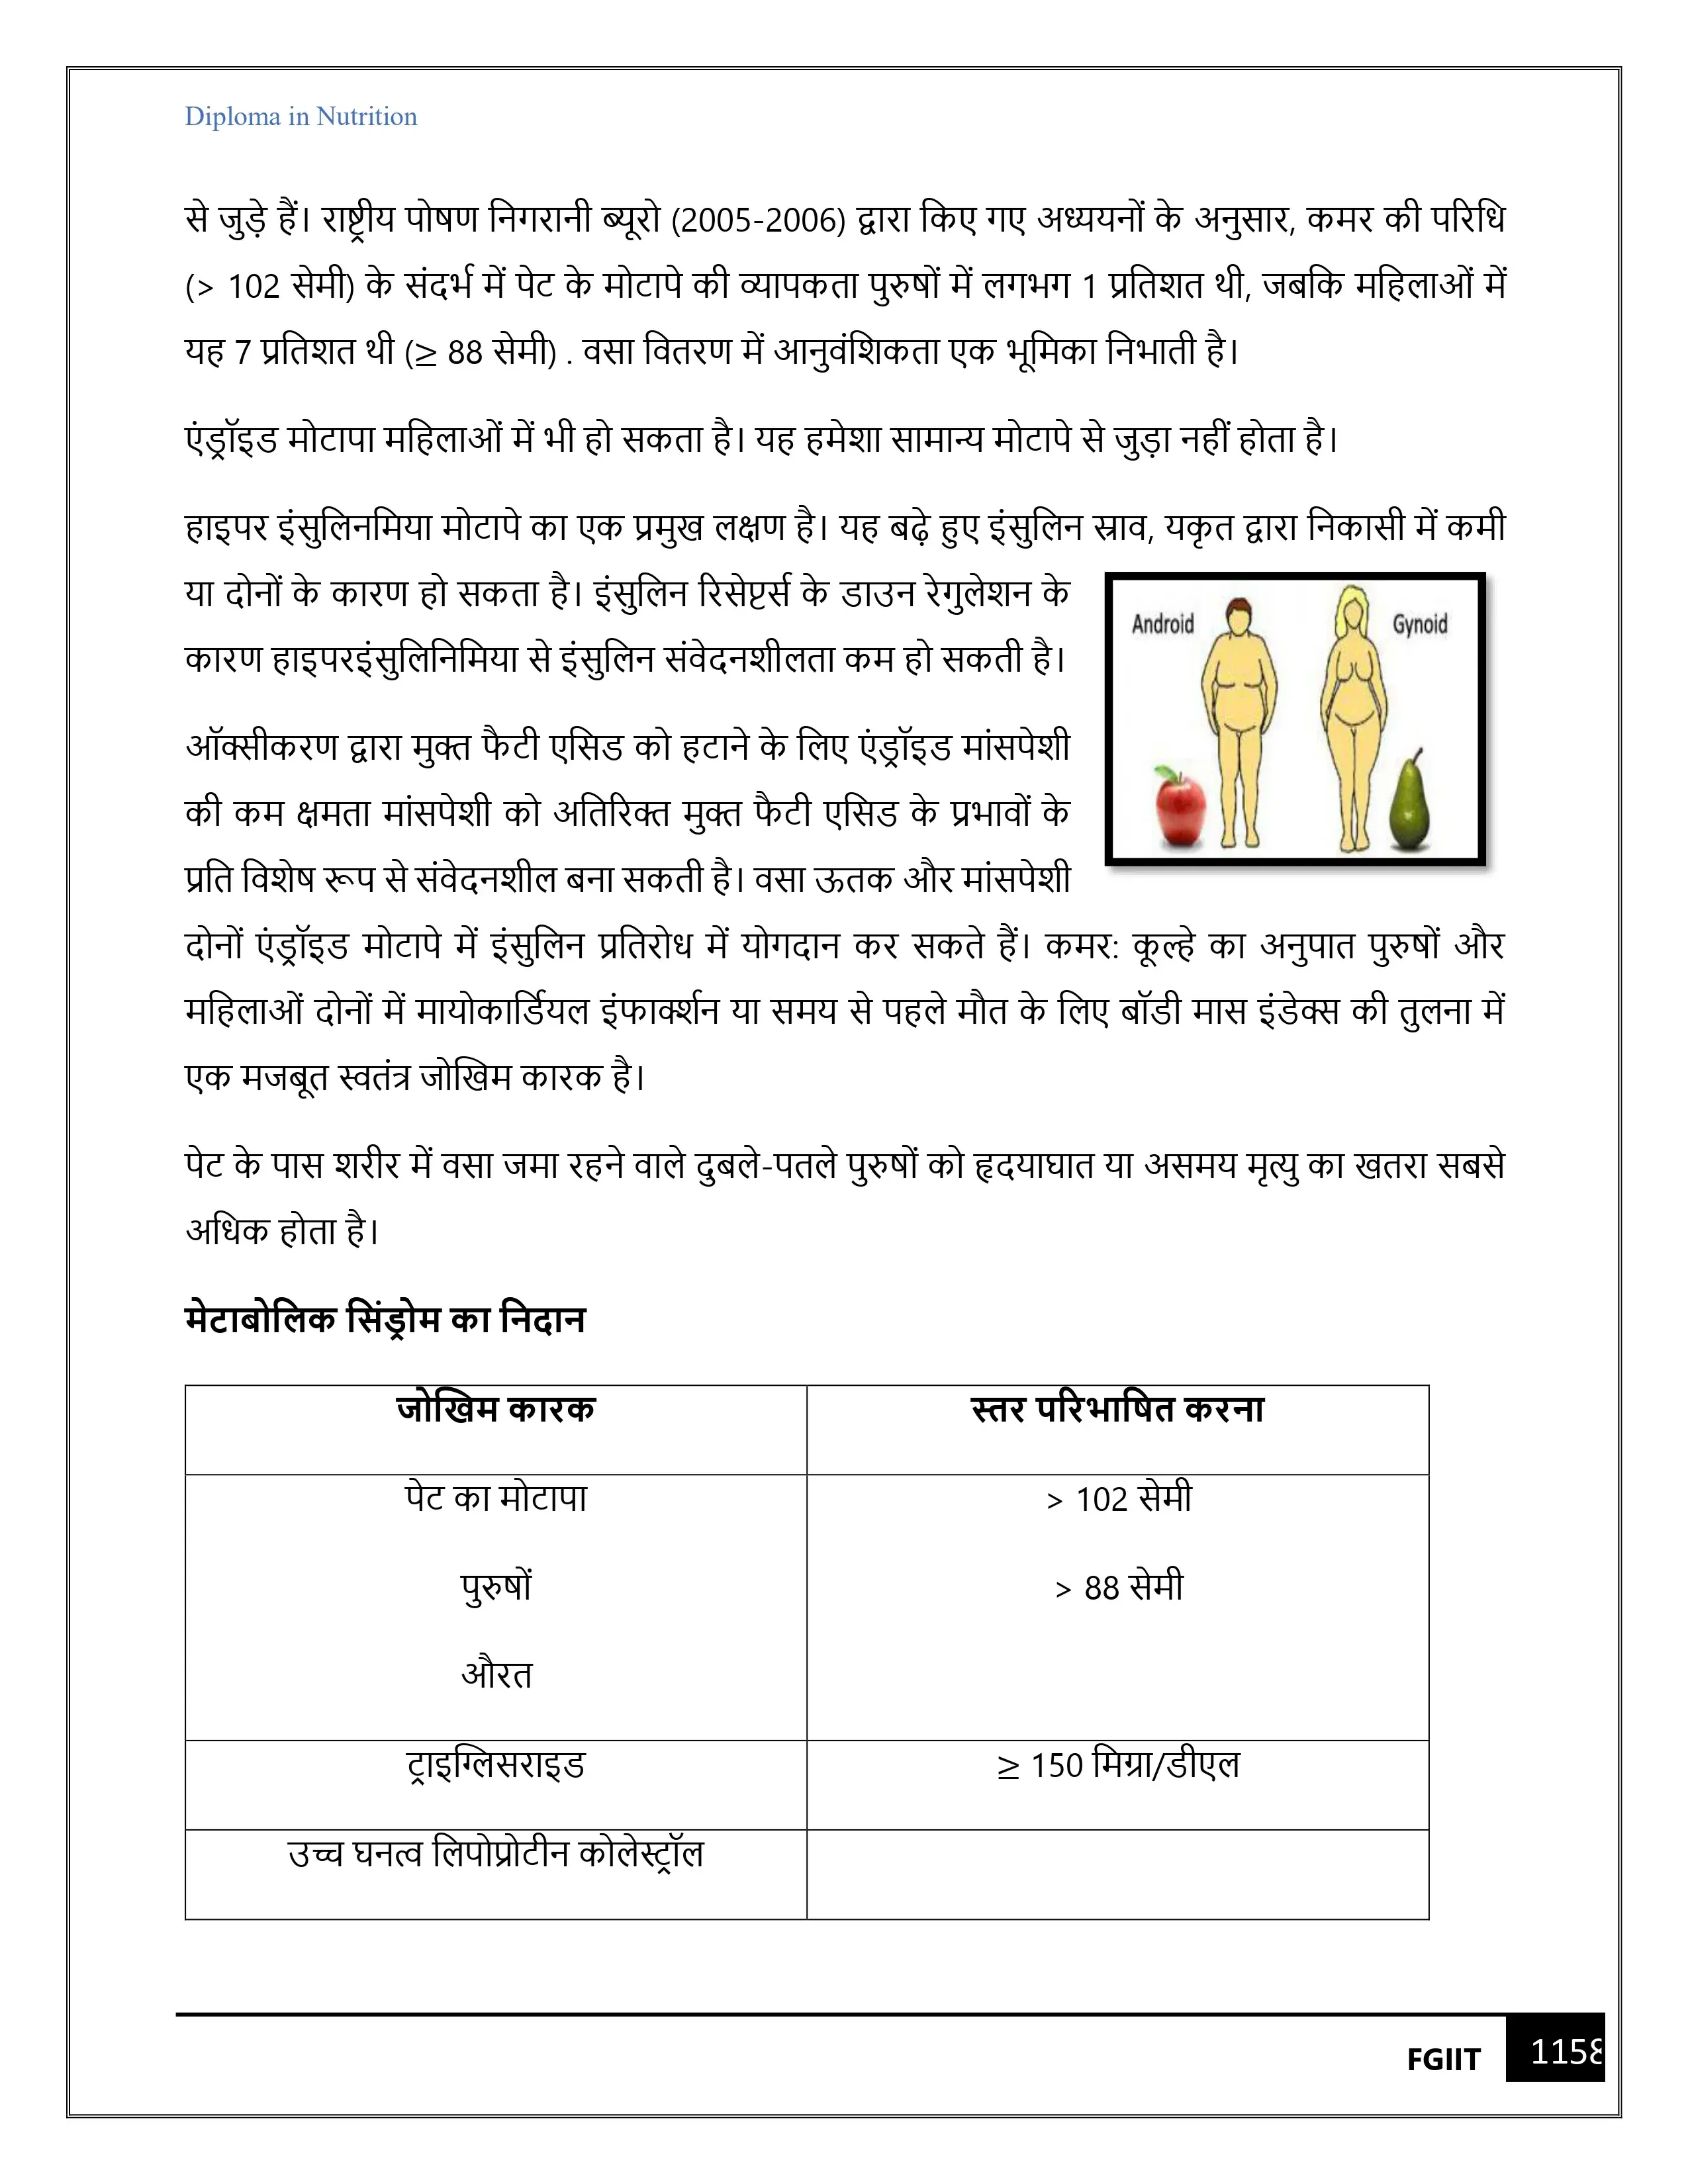 Diploma in Nutrition
से जुड़े हैं। राष्ट्रीय पोषण निगरानी ब्यूरो (2005-2006) द्वारा किए गए अध्ययनों के अनुसार, कमर की परिधि
(> 102 सेमी) के संदर्भ में पेट के मोटापे की व्यापकता पुरुषों में लगभग 1 प्रतिशत थी, जबकि महिलाओं में
यह 7 प्रतिशत थी (≥ 88 सेमी) . वसा वितरण में आनुवंशिकता एक भूमिका निभाती है।
एंड्रॉइड मोटापा महिलाओं में भी हो सकता है। यह हमेशा सामान्य मोटापे से जुड़ा नहीं होता है।
हाइपर इंसुलिनमिया मोटापे का एक प्रमुख लक्षण है। यह बढ़े हुए इंसुलिन स्राव, यकृत द्वारा निकासी में कमी
या दोनों के कारण हो सकता है। इंसुलिन रिसेप्टर्स के डाउन रेगुलेशन के
कारण हाइपरइंसुलिनिमिया से इंसुलिन संवेदनशीलता कम हो सकती है।
Android
Gynoid
ऑक्सीकरण द्वारा मुक्त फैटी एसिड को हटाने के लिए एंड्रॉइड मांसपेशी
की कम क्षमता मांसपेशी को अतिरिक्त मुक्त फैटी एसिड के प्रभावों के
प्रति विशेष रूप से संवेदनशील बना सकती है। वसा ऊतक और मांसपेशी
दोनों एंड्रॉइड मोटापे में इंसुलिन प्रतिरोध में योगदान कर सकते हैं। कमर: कूल्हे का अनुपात पुरुषों और
महिलाओं दोनों में मायोकार्डियल इंफार्क्शन या समय से पहले मौत के लिए बॉडी मास इंडेक्स की तुलना में
एक मजबूत स्वतंत्र जोखिम कारक है।
पेट के पास शरीर में वसा जमा रहने वाले दुबले-पतले पुरुषों को हृदयाघात या असमय मृत्यु का खतरा सबसे
अधिक होता है।
मेटाबोलिक सिंड्रोम का निदान
जोखिम कारक
स्तर परिभाषित करना
पेट का मोटापा
> 102 सेमी
पुरुषों
> 88 सेमी
औरत
ट्राइग्लिसराइड
≥ 150 मिग्रा/डीएल
उच्च घनत्व लिपोप्रोटीन कोलेस्ट्रॉल
FGIIT
1158